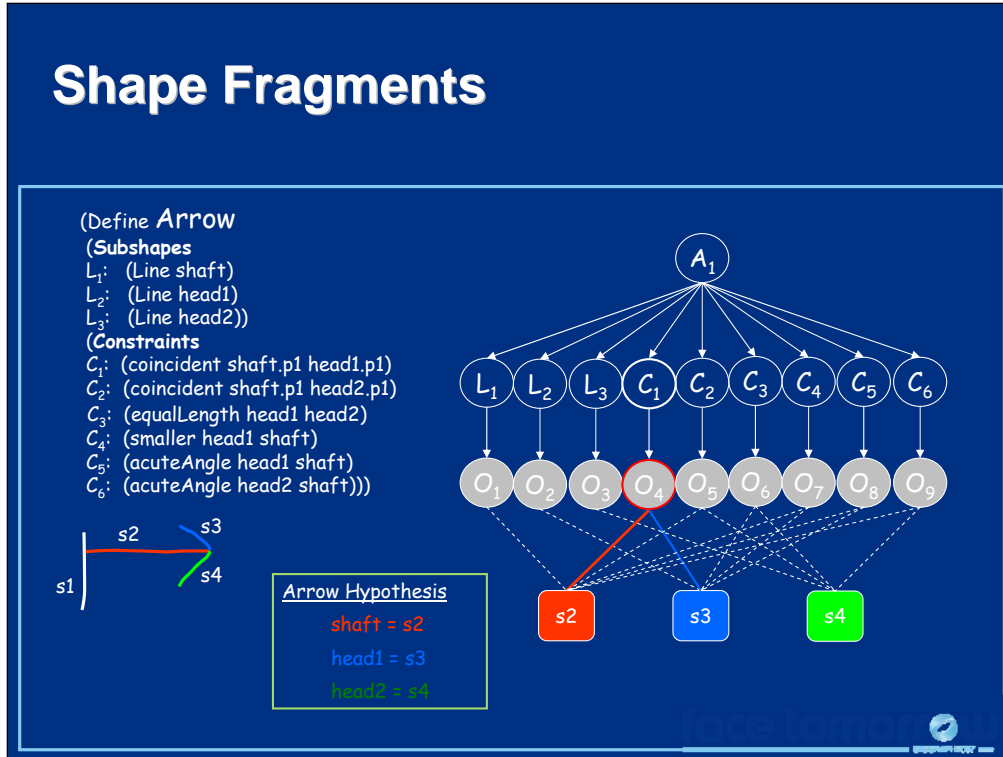 Shape Fragments
(Define Arrow
(Subshapes
L₁: (Line shaft)
L₂: (Line head1)
L₃: (Line head2))
(Constraints
C₁: (coincident shaft.p1 head1.p1)
C₂: (coincident shaft.p1 head2.p1)
C₃: (equalLength head1 head2)
C₄: (smaller head1 shaft)
C₅: (acuteAngle head1 shaft)
C₆: (acuteAngle head2 shaft)))
s1
s2
s3
s4
Arrow Hypothesis
shaft = s2
head1 = s3
head2 = s4
A₁
L₁ L₂ L₃ C₁ C₂ C₃ C₄ C₅ C₆
O₁ O₂ O₃ O₄ O₅ O₆ O₇ O₈ O₉
s2 s3 s4
face tomorrow